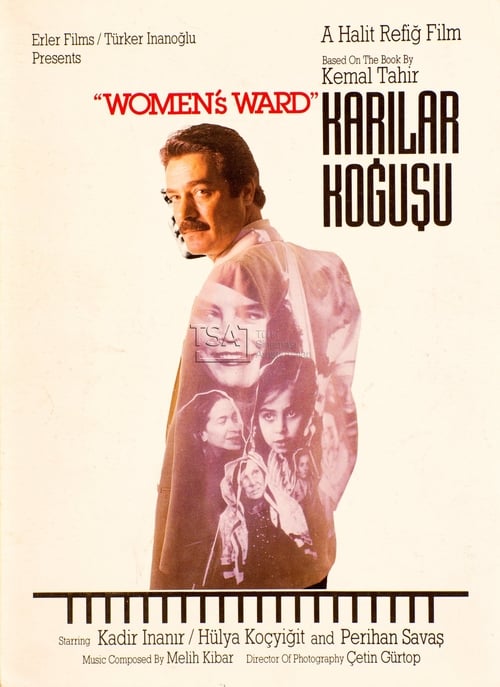 Erler Films / Türker Inanoğlu
Presents
A Halit Refiğ Film
Based On The Book By
Kemal Tahir
“WOMEN's WARD”
KARILAR
KOĞUŞU
TSA
Starring Kadir Inanır / Hülya Koçyiğit and Perihan Savaş
Music Composed By Melih Kibar Director Of Photography Çetin Gürtop